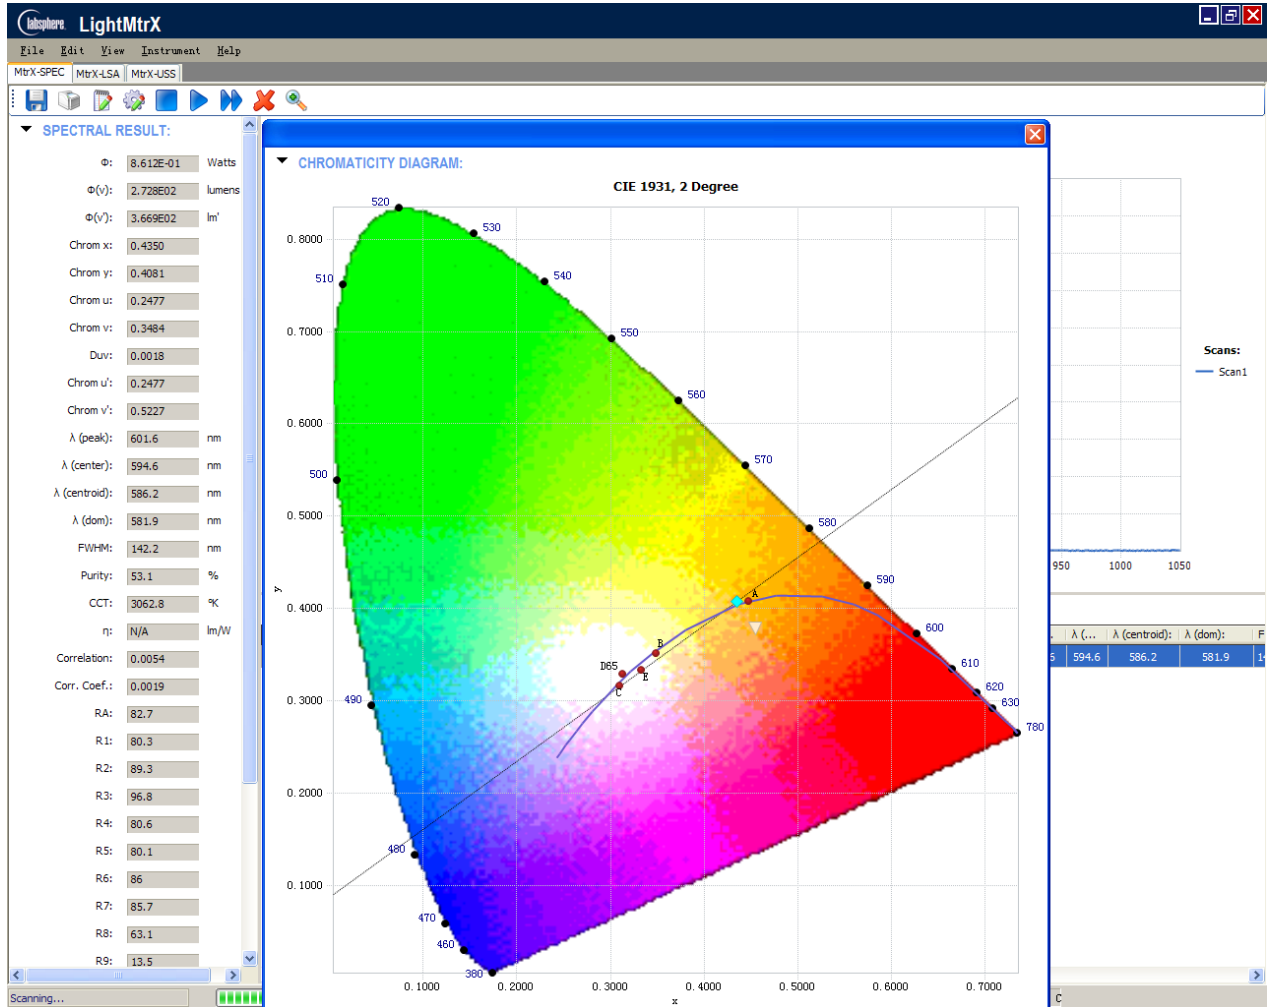 labsphere. LightMtrX
File Edit View Instrument Help
MtrX-SPEC MtrX-LSA MtrX-USS
SPECTRAL RESULT:
Φ: 8.612E-01 Watts
Φ(v): 2.728E02 lumens
Φ(v'): 3.669E02 lm'
Chrom x: 0.4350
Chrom y: 0.4081
Chrom u: 0.2477
Chrom v: 0.3484
Duv: 0.0018
Chrom u': 0.2477
Chrom v': 0.5227
λ (peak): 601.6 nm
λ (center): 594.6 nm
λ (centroid): 586.2 nm
λ (dom): 581.9 nm
FWHM: 142.2 nm
Purity: 53.1 %
CCT: 3062.8 °K
η: N/A lm/W
Correlation: 0.0054
Corr. Coef.: 0.0019
RA: 82.7
R1: 80.3
R2: 89.3
R3: 96.8
R4: 80.6
R5: 80.1
R6: 86
R7: 85.7
R8: 63.1
R9: 13.5
Scanning...
CHROMATICITY DIAGRAM:
CIE 1931, 2 Degree
520
530
0.8000
510
540
0.7000
550
560
0.6000
570
500
0.5000
580
590
y
0.4000
A
600
B
D65
E
610
C
620
0.3000
490
630
780
0.2000
480
0.1000
470
460
380
0.1000 0.2000 0.3000 0.4000 0.5000 0.6000 0.7000
x
Scans:
Scan1
950 1000 1050
λ (... λ (centroid): λ (dom): F
594.6 586.2 581.9 14
C